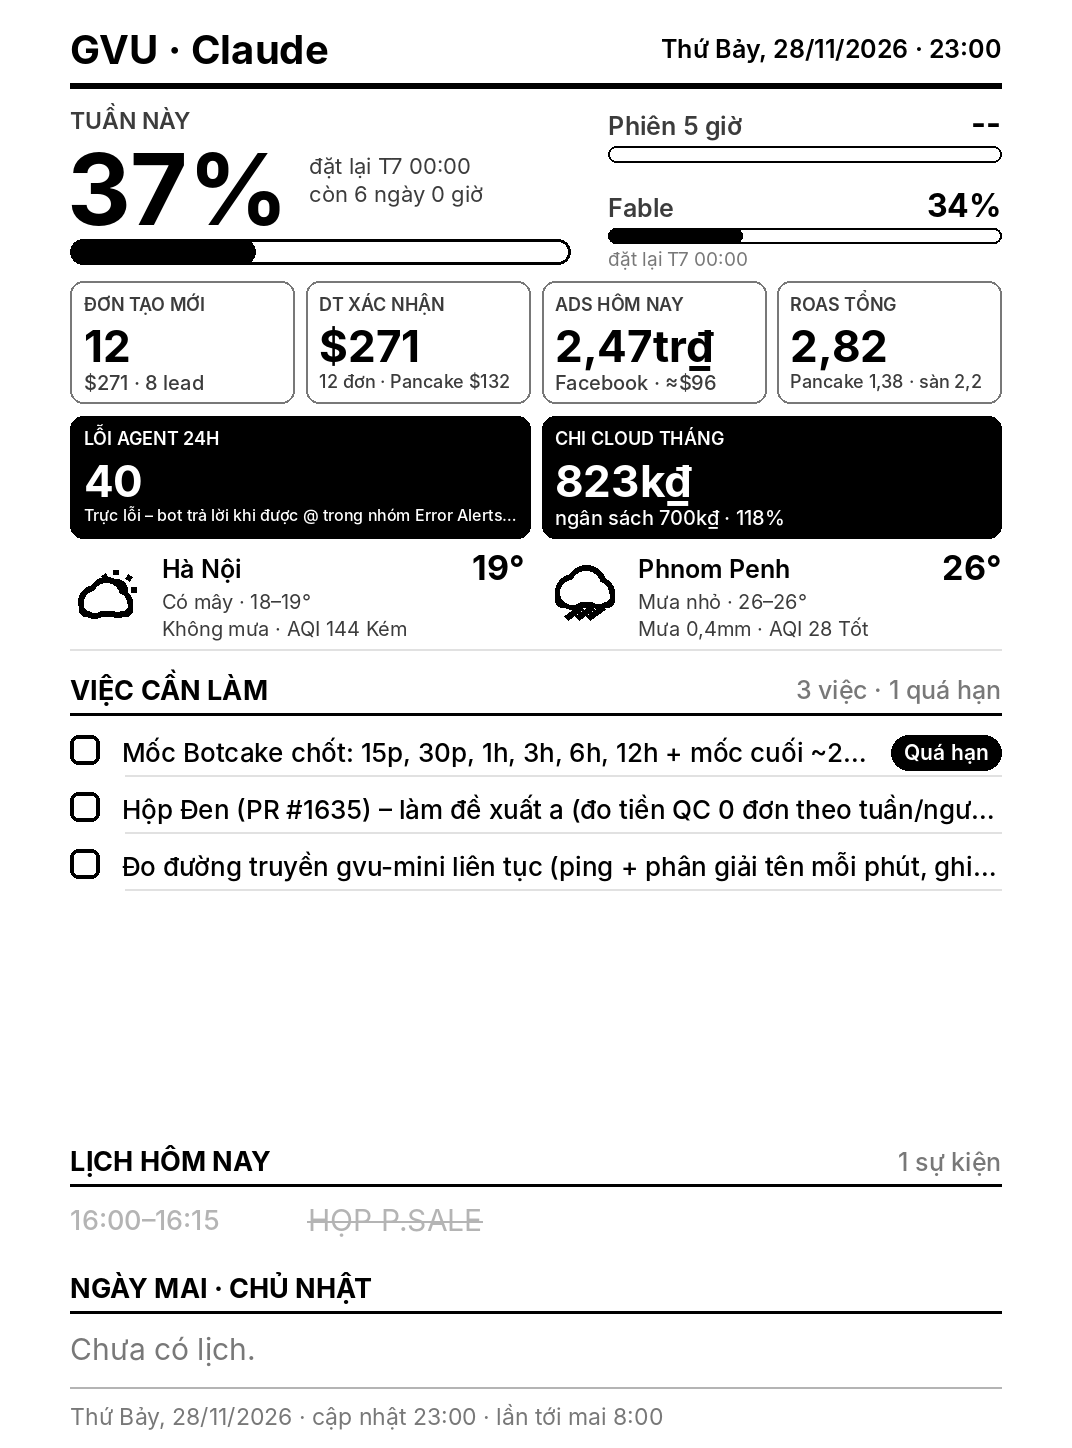 GVU · Claude
Thứ Bảy, 28/11/2026 · 23:00
TUẦN NÀY
37%
đặt lại T7 00:00
còn 6 ngày 0 giờ
Phiên 5 giờ
--
Fable
34%
đặt lại T7 00:00
ĐƠN TẠO MỚI
12
$271 · 8 lead
DT XÁC NHẬN
$271
12 đơn · Pancake $132
ADS HÔM NAY
2,47tr₫
Facebook · ≈$96
ROAS TỔNG
2,82
Pancake 1,38 · sàn 2,2
LỖI AGENT 24H
40
Trực lỗi – bot trả lời khi được @ trong nhóm Error Alerts…
CHI CLOUD THÁNG
823k₫
ngân sách 700k₫ · 118%
Hà Nội
19°
Có mây · 18–19°
Không mưa · AQI 144 Kém
Phnom Penh
26°
Mưa nhỏ · 26–26°
Mưa 0,4mm · AQI 28 Tốt
VIỆC CẦN LÀM
3 việc · 1 quá hạn
Mốc Botcake chốt: 15p, 30p, 1h, 3h, 6h, 12h + mốc cuối ~2…
Quá hạn
Hộp Đen (PR #1635) – làm đề xuất a (đo tiền QC 0 đơn theo tuần/ngư…
Đo đường truyền gvu-mini liên tục (ping + phân giải tên mỗi phút, ghi…
LỊCH HÔM NAY
1 sự kiện
16:00–16:15
HỌP P.SALE
NGÀY MAI · CHỦ NHẬT
Chưa có lịch.
Thứ Bảy, 28/11/2026 · cập nhật 23:00 · lần tới mai 8:00